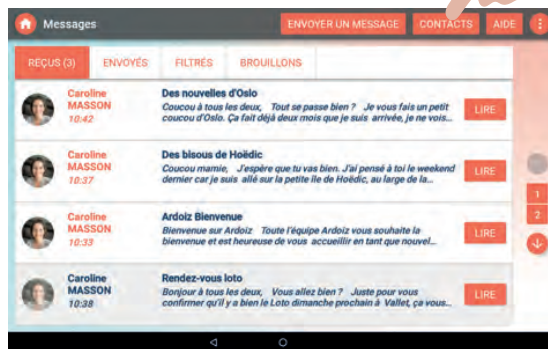 Messages
ENVOYER UN MESSAGE
CONTACTS
AIDE
REÇUS (3)
ENVOYÉS
FILTRÉS
BROUILLONS
Caroline
MASSON
10:42
Des nouvelles d'Oslo
Coucou à tous les deux, Tout se passe bien ? Je vous fais un petit
coucou d'Oslo. Ça fait déjà deux mois que je suis arrivée, je ne vois...
LIRE
Caroline
MASSON
10:37
Des bisous de Hoëdic
Coucou mamie, J'espère que tu vas bien. J'ai pensé à toi le weekend
dernier car je suis allé sur la petite île de Hoëdic, au large de la...
LIRE
Caroline
MASSON
10:33
Ardoiz Bienvenue
Bienvenue sur Ardoiz Toute l'équipe Ardoiz vous souhaite la
bienvenue et est heureuse de vous accueillir en tant que nouvel...
LIRE
Caroline
MASSON
10:38
Rendez-vous loto
Bonjour à tous les deux, Vous allez bien ? Juste pour vous
confirmer qu'il y a bien le Loto dimanche prochain à Vallet, ça vous...
LIRE
1
2